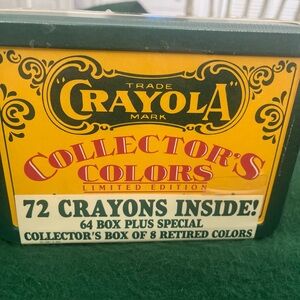 TRADE
"CRAYOLA"
MARK
COLLECTOR'S
COLORS
LIMITED EDITION
72 CRAYONS INSIDE!
64 BOX PLUS SPECIAL
COLLECTOR'S BOX OF 8 RETIRED COLORS